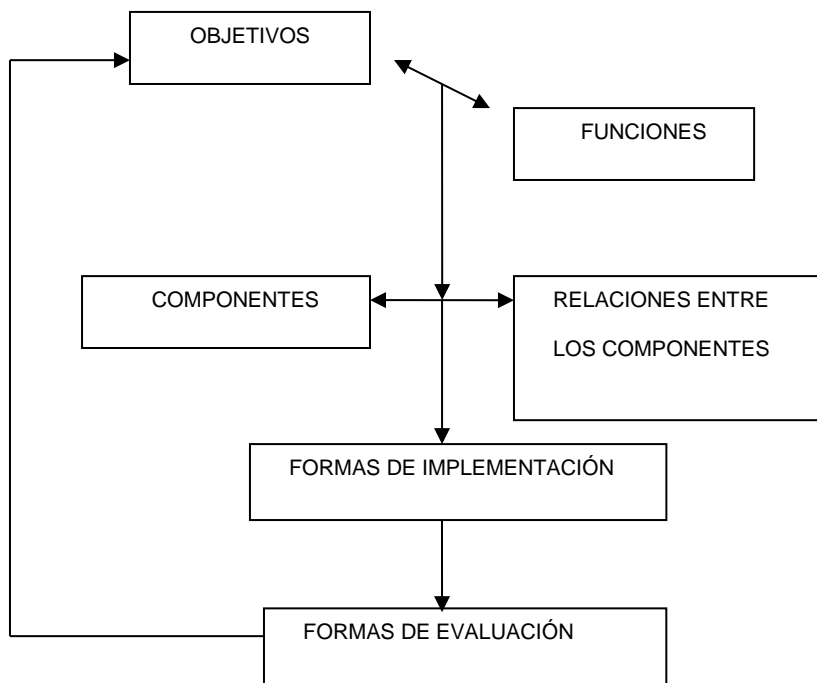 OBJETIVOS
FUNCIONES
COMPONENTES
RELACIONES ENTRE
LOS COMPONENTES
FORMAS DE IMPLEMENTACIÓN
FORMAS DE EVALUACIÓN